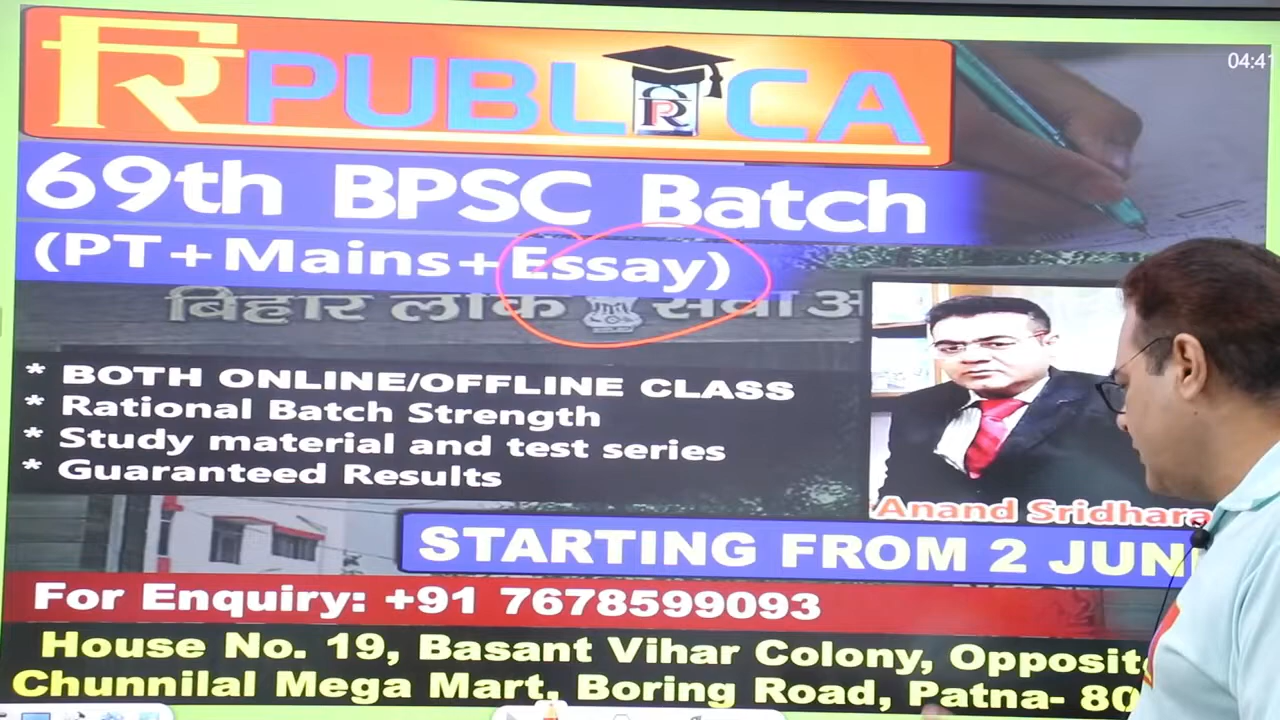 रिPUBLICA
04:41
69th BPSC Batch
(PT+Mains+Essay)
बिहार लोक सेवा
* BOTH ONLINE/OFFLINE CLASS
* Rational Batch Strength
* Study material and test series
* Guaranteed Results
Anand Sridhara
STARTING FROM 2 JUN
For Enquiry: +91 7678599093
House No. 19, Basant Vihar Colony, Opposite
Chunnilal Mega Mart, Boring Road, Patna- 80